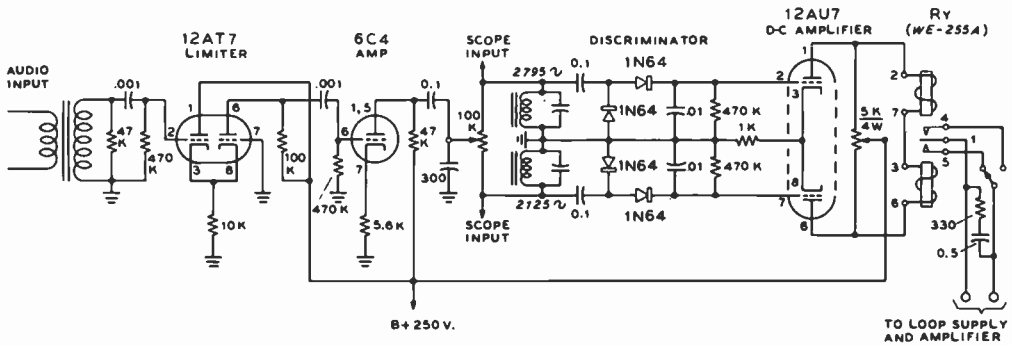 12AT7
LIMITER
6C4
AMP
SCOPE
INPUT
DISCRIMINATOR
12AU7
D-C AMPLIFIER
RY
(WE-255A)
AUDIO
INPUT
.001
1
6
2
7
3
8
47
K
470
K
10K
100
K
.001
470K
6
1, 5
7
5.6K
0.1
47
K
300
100
K
B+ 250 V.
2795~
2125~
SCOPE
INPUT
0.1
0.1
1N64
1N64
1N64
1N64
.01
.01
470 K
470 K
1K
1
2
3
8
7
6
5K
4W
2
7
3
6
4
1
5
330
0.5
TO LOOP SUPPLY
AND AMPLIFIER